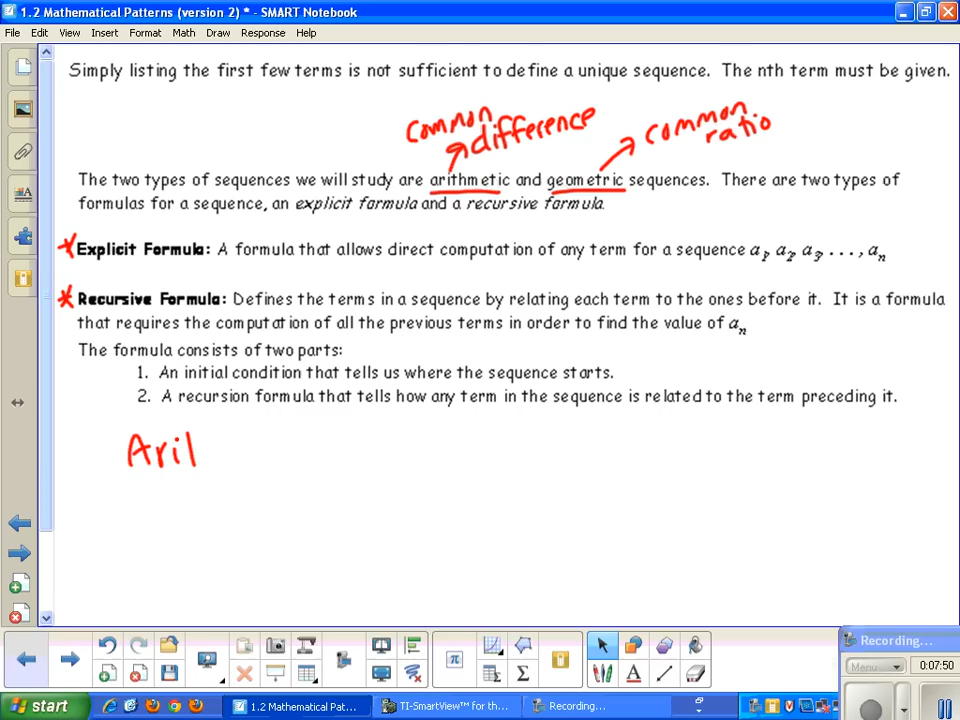 1.2 Mathematical Patterns (version 2) * - SMART Notebook
File Edit View Insert Format Math Draw Response Help
Simply listing the first few terms is not sufficient to define a unique sequence. The nth term must be given.
common
difference
common
ratio
The two types of sequences we will study are arithmetic and geometric sequences. There are two types of
formulas for a sequence, an explicit formula and a recursive formula.
Explicit Formula: A formula that allows direct computation of any term for a sequence a₁, a₂, a₃, . . . , aₙ
Recursive Formula: Defines the terms in a sequence by relating each term to the ones before it. It is a formula
that requires the computation of all the previous terms in order to find the value of aₙ
The formula consists of two parts:
1. An initial condition that tells us where the sequence starts.
2. A recursion formula that tells how any term in the sequence is related to the term preceding it.
Aril
Recording...
Menu
0:07:50
start
1.2 Mathematical Pat...
TI-SmartView™ for th...
Recording...